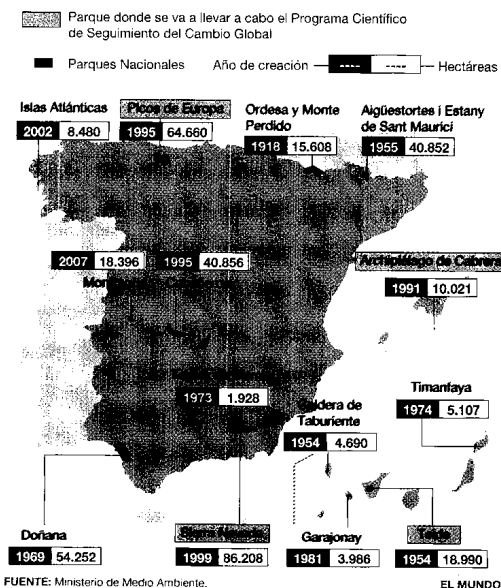 Parque donde se va a llevar a cabo el Programa Científico
de Seguimiento del Cambio Global
Parques Nacionales
Año de creación
Hectáreas
Islas Atlánticas
2002 8.480
Picos de Europa
1995 64.660
Ordesa y Monte
Perdido
1918 15.608
Aigüestortes i Estany
de Sant Maurici
1955 40.852
2007 18.396
1995 40.856
Archipiélago de Cabrera
1991 10.021
1973 1.928
Caldera de
Taburiente
1954 4.690
Timanfaya
1974 5.107
Doñana
1969 54.252
Sierra Nevada
1999 86.208
Garajonay
1981 3.986
Teide
1954 18.990
FUENTE: Ministerio de Medio Ambiente.
EL MUNDO